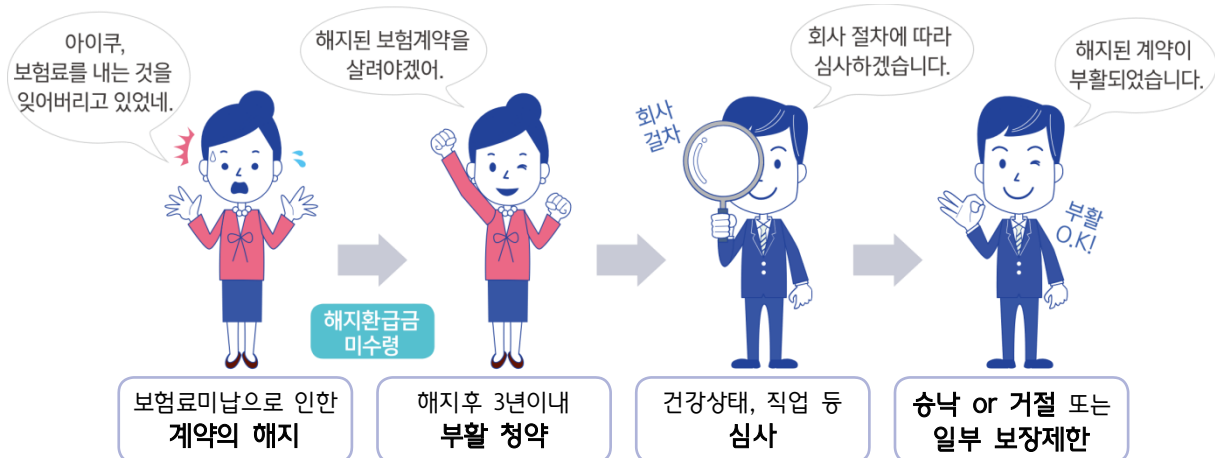 아이쿠,
보험료를 내는 것을
잊어버리고 있었네.
해지된 보험계약을
살려야겠어.
회사
걸차
회사 절차에 따라
심사하겠습니다.
해지된 계약이
부활되었습니다.
부활
O.K!
해지환급금
미수령
보험료미납으로 인한
계약의 해지
해지후 3년이내
부활 청약
건강상태, 직업 등
심사
승낙 or 거절 또는
일부 보장제한